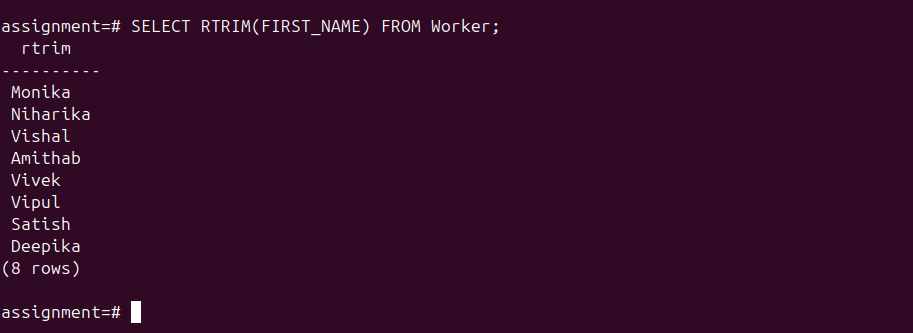 assignment=# SELECT RTRIM(FIRST_NAME) FROM Worker;
  rtrim
----------
 Monika
 Niharika
 Vishal
 Amithab
 Vivek
 Vipul
 Satish
 Deepika
(8 rows)

assignment=#